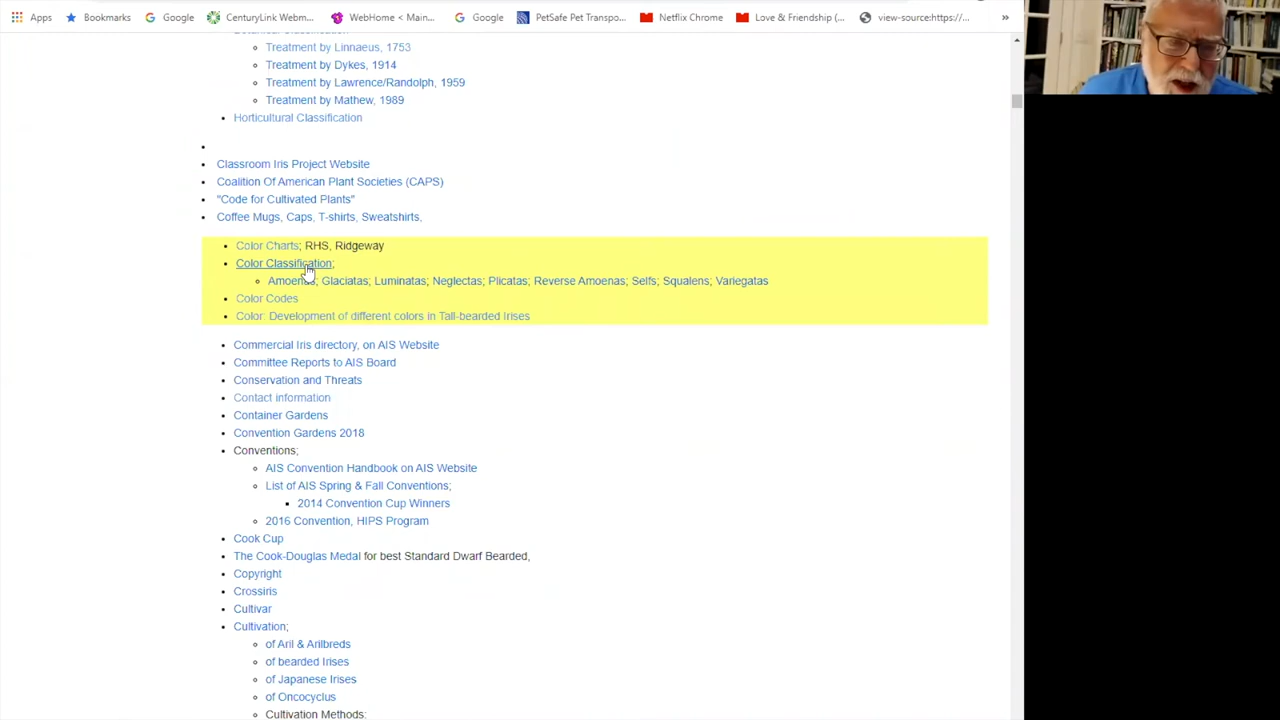 Apps Bookmarks Google CenturyLink Webm... WebHome < Main... Google PetSafe Pet Transpo... Netflix Chrome Love & Friendship (... view-source:https://... »
Treatment by Linnaeus, 1753
Treatment by Dykes, 1914
Treatment by Lawrence/Randolph, 1959
Treatment by Mathew, 1989
Horticultural Classification
Classroom Iris Project Website
Coalition Of American Plant Societies (CAPS)
"Code for Cultivated Plants"
Coffee Mugs, Caps, T-shirts, Sweatshirts,
Color Charts; RHS, Ridgeway
Color Classification;
Amoenas; Glaciatas; Luminatas; Neglectas; Plicatas; Reverse Amoenas; Selfs; Squalens; Variegatas
Color Codes
Color: Development of different colors in Tall-bearded Irises
Commercial Iris directory, on AIS Website
Committee Reports to AIS Board
Conservation and Threats
Contact information
Container Gardens
Convention Gardens 2018
Conventions;
AIS Convention Handbook on AIS Website
List of AIS Spring & Fall Conventions;
2014 Convention Cup Winners
2016 Convention, HIPS Program
Cook Cup
The Cook-Douglas Medal for best Standard Dwarf Bearded,
Copyright
Crossiris
Cultivar
Cultivation;
of Aril & Arilbreds
of bearded Irises
of Japanese Irises
of Oncocyclus
Cultivation Methods: